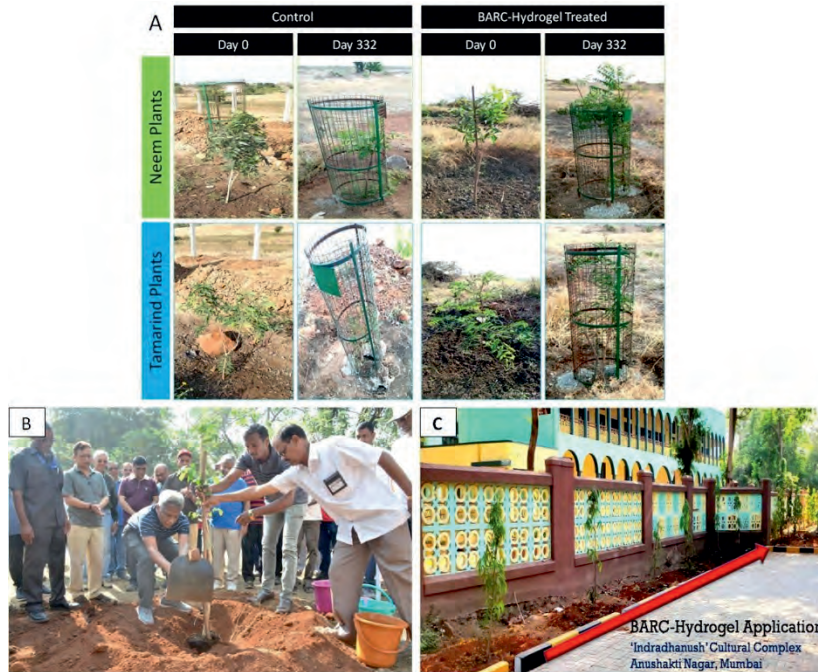 A
Control
BARC-Hydrogel Treated
Day 0
Day 332
Day 0
Day 332
Neem Plants
Tamarind Plants
B
C
BARC-Hydrogel Application
'Indradhanush' Cultural Complex
Anushakti Nagar, Mumbai